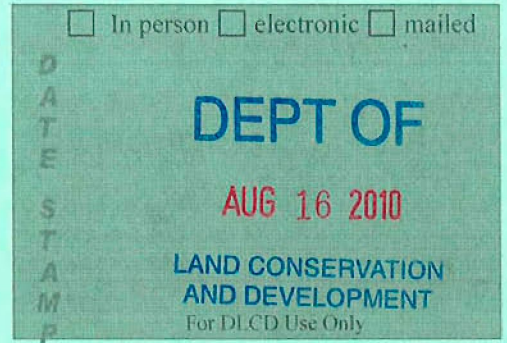 ☐ In person ☐ electronic ☐ mailed
DATE STAMP
DEPT OF
AUG 16 2010
LAND CONSERVATION
AND DEVELOPMENT
For DLCD Use Only